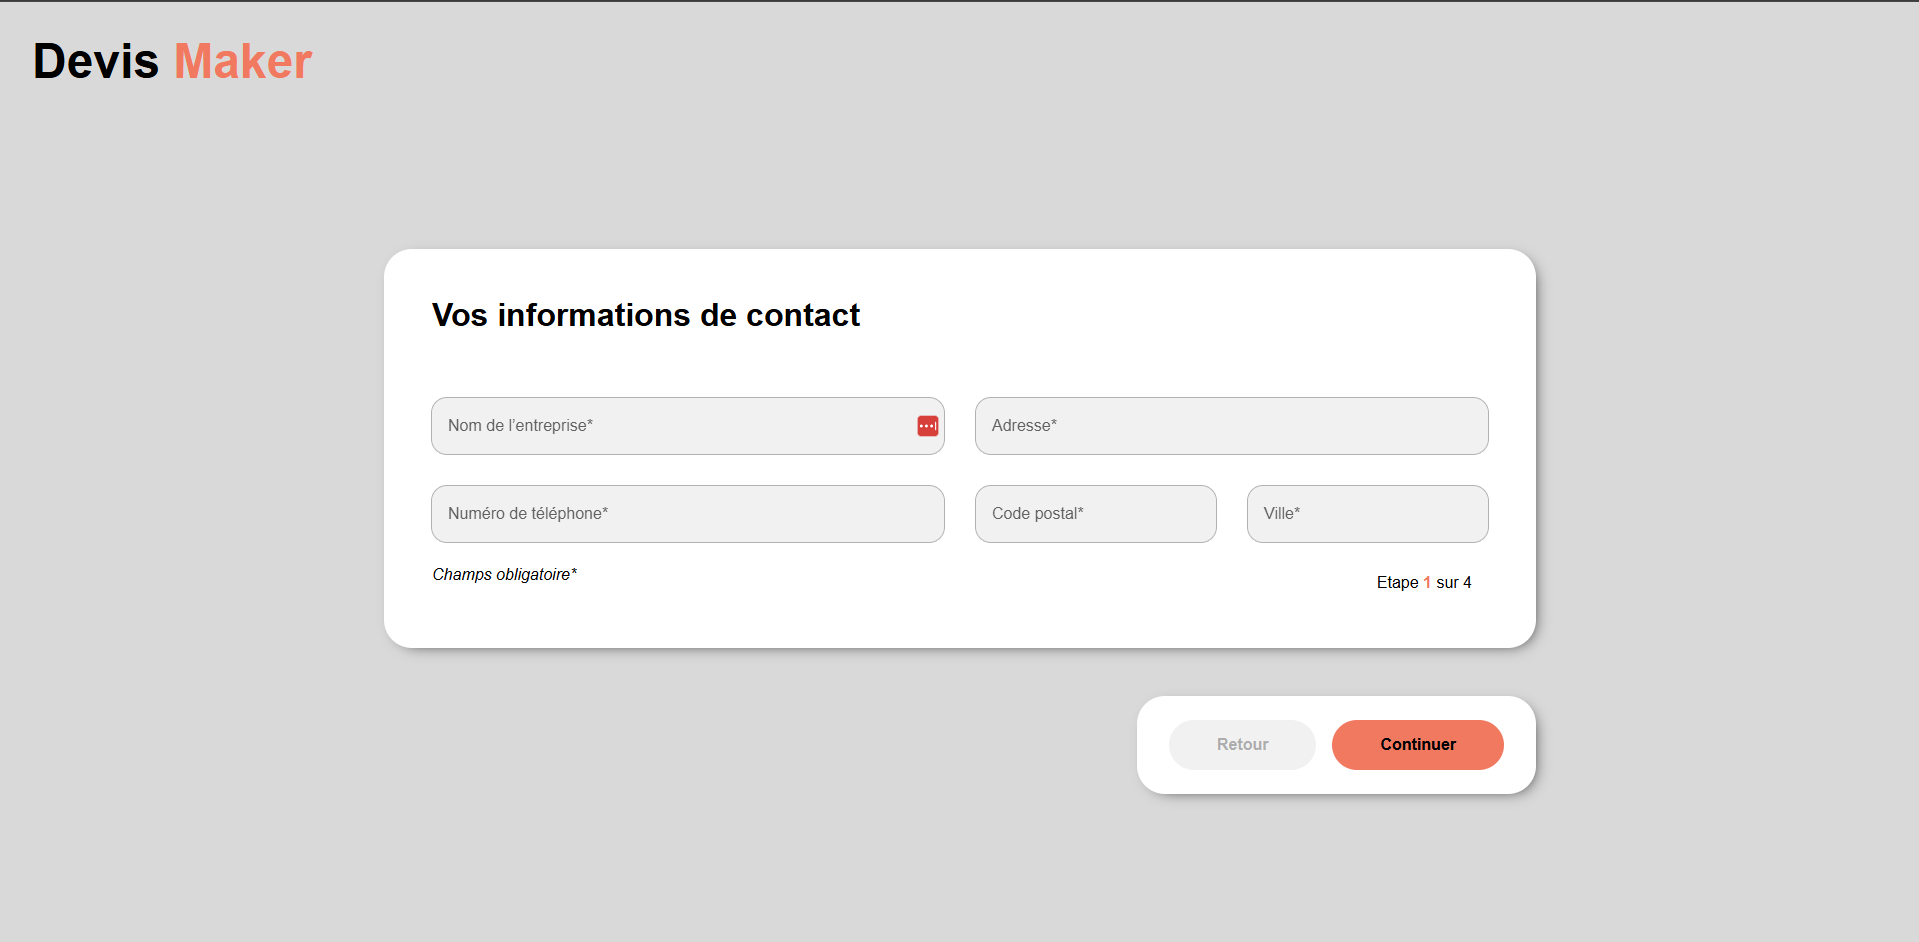 Devis Maker
Vos informations de contact
Nom de l’entreprise*
Adresse*
Numéro de téléphone*
Code postal*
Ville*
Champs obligatoire*
Etape 1 sur 4
Retour
Continuer